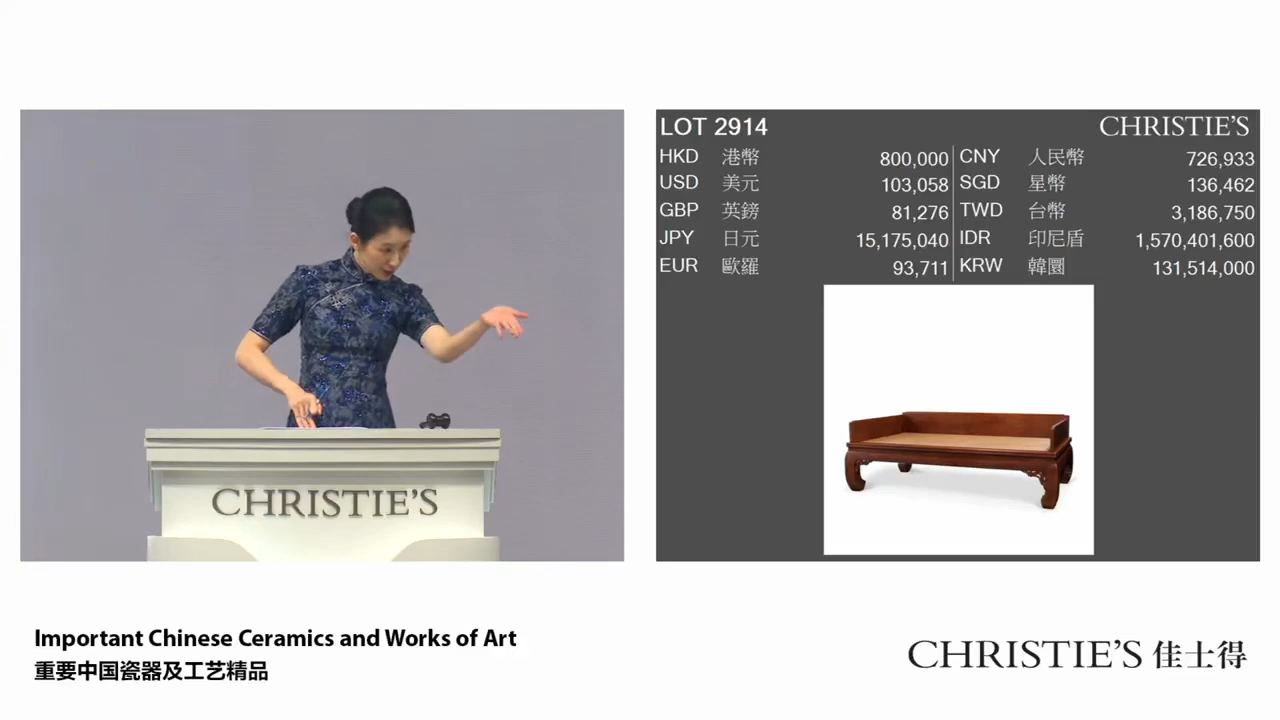 CHRISTIE'S
LOT 2914 CHRISTIE'S
HKD 港幣 800,000 CNY 人民幣 726,933
USD 美元 103,058 SGD 星幣 136,462
GBP 英鎊 81,276 TWD 台幣 3,186,750
JPY 日元 15,175,040 IDR 印尼盾 1,570,401,600
EUR 歐羅 93,711 KRW 韓圜 131,514,000
Important Chinese Ceramics and Works of Art
重要中国瓷器及工艺精品
CHRISTIE'S 佳士得